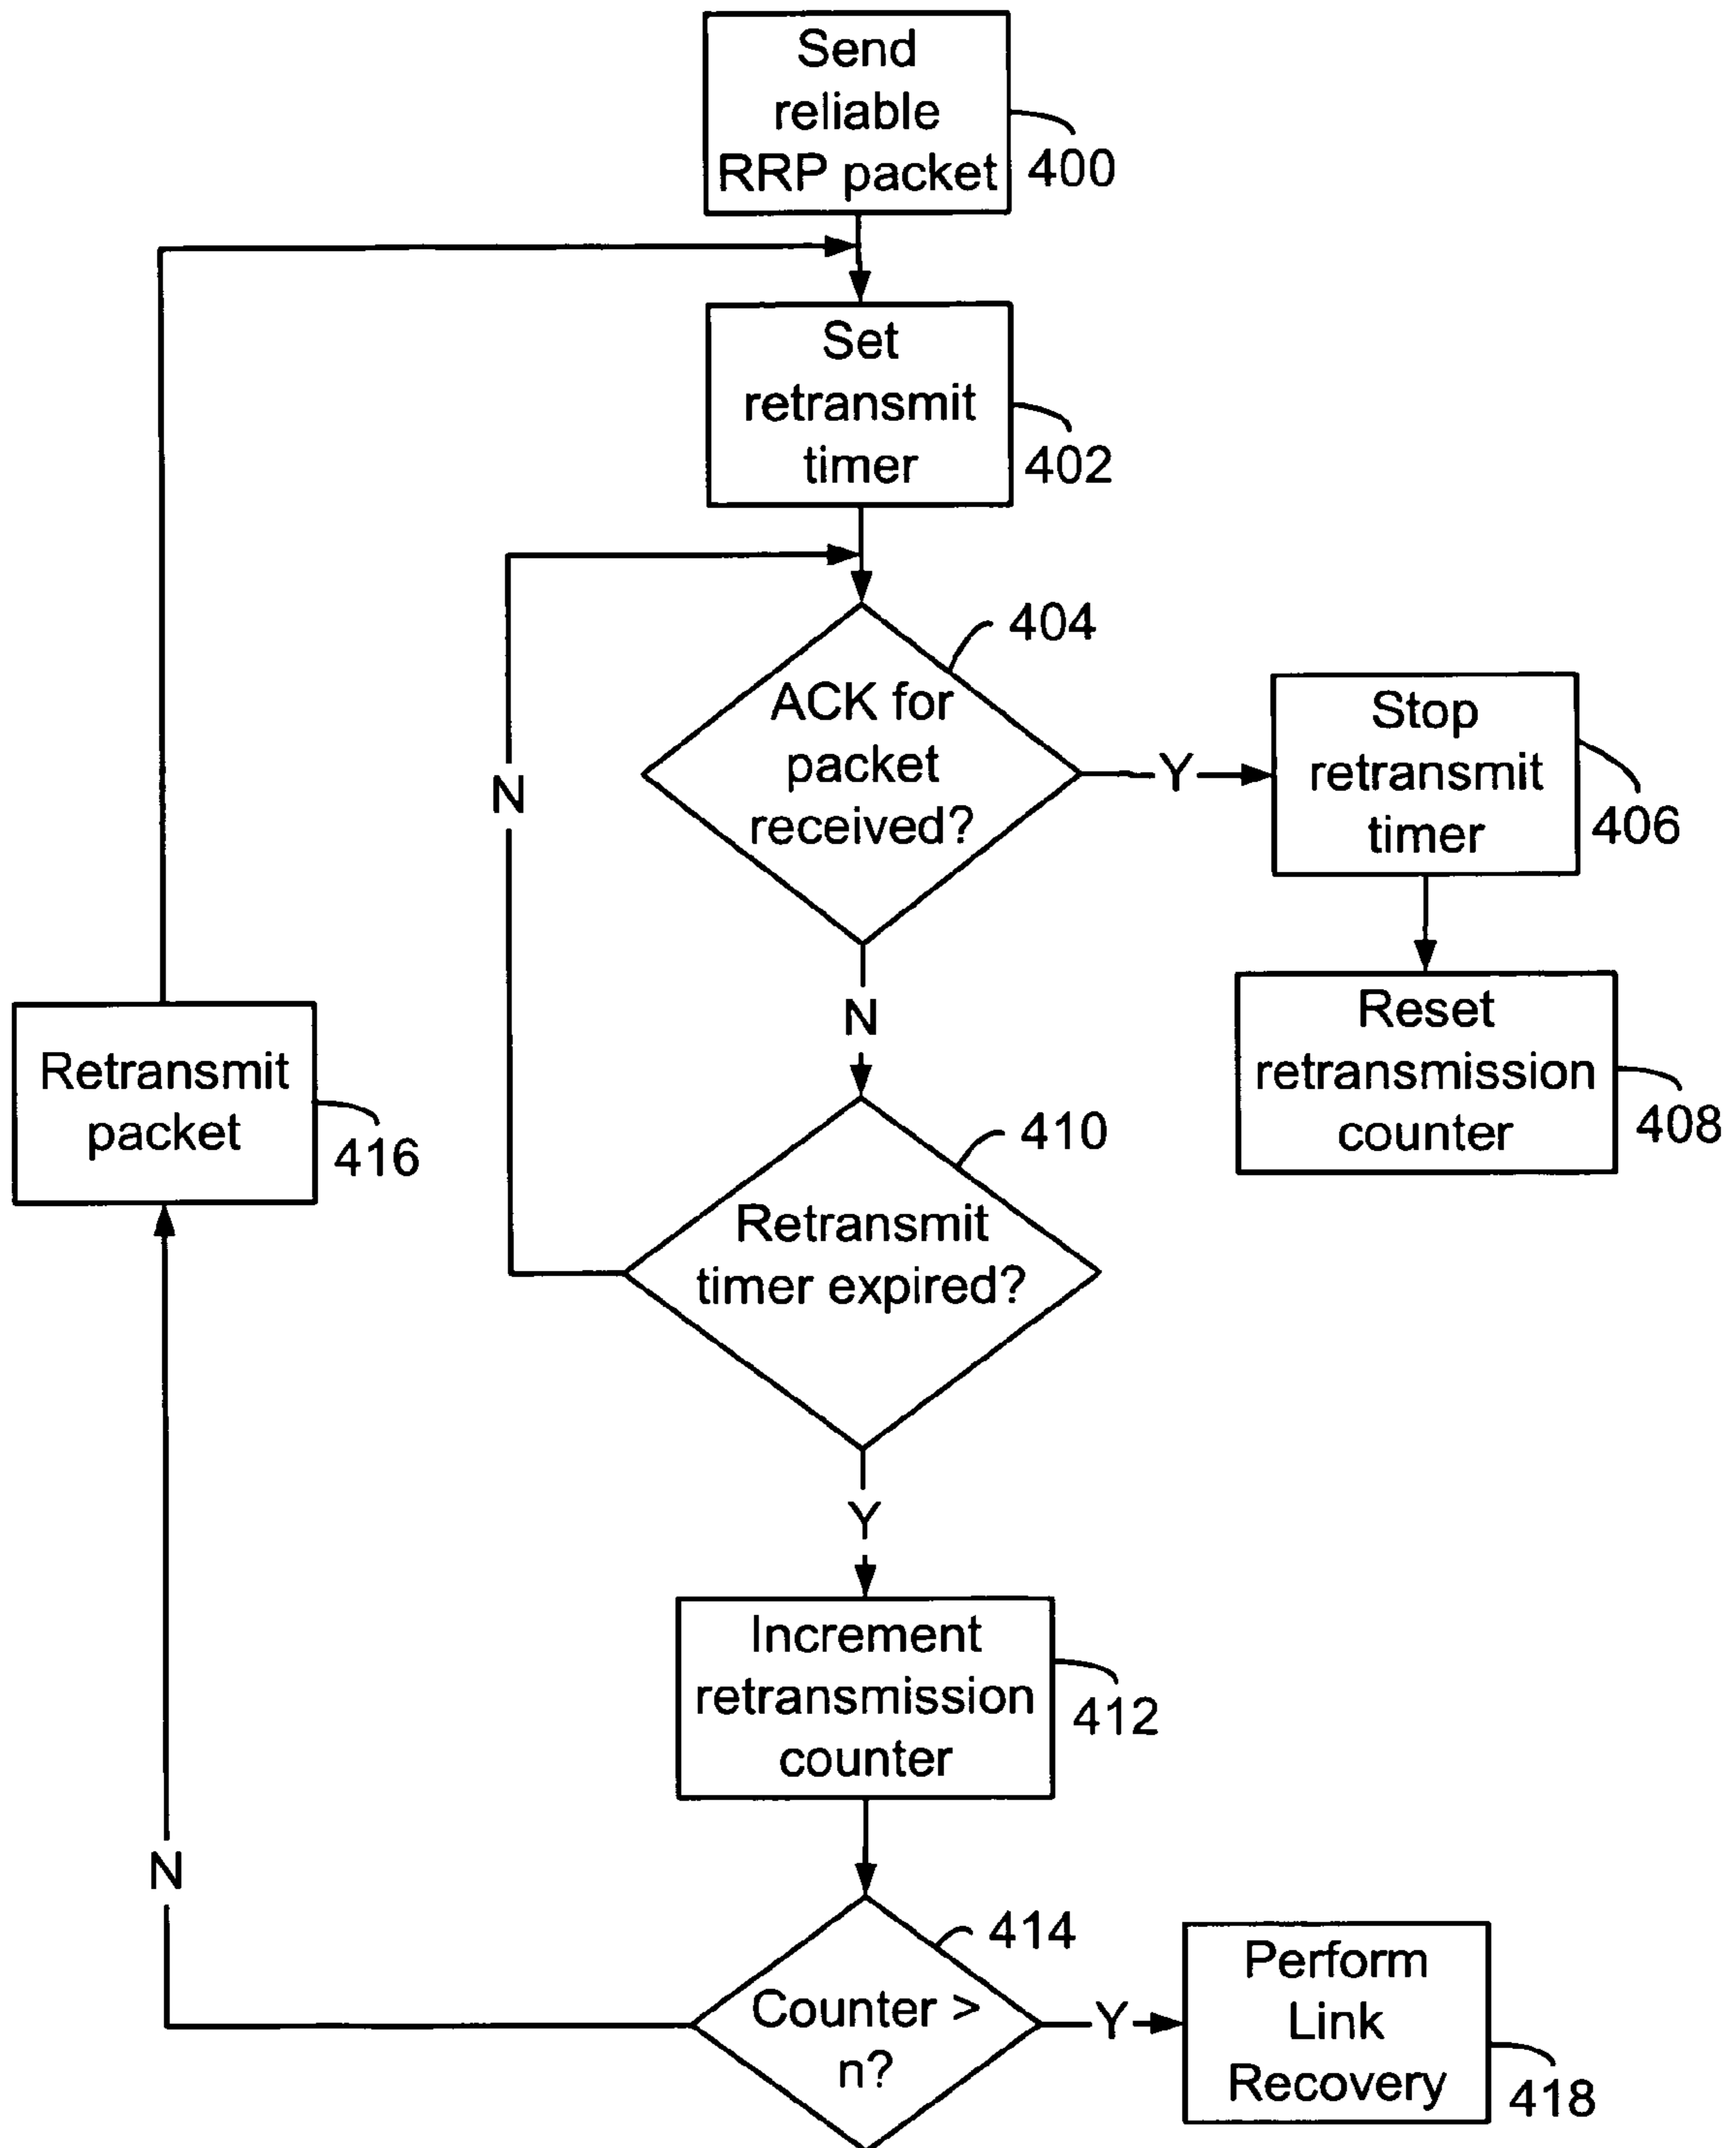 Send
reliable
RRP packet
400
Set
retransmit
timer
402
404
ACK for
packet
received?
Y
Stop
retransmit
timer
406
N
N
Reset
retransmission
counter
408
Retransmit
packet
416
410
Retransmit
timer expired?
Y
Increment
retransmission
counter
412
N
414
Counter >
n?
Y
Perform
Link
Recovery
418